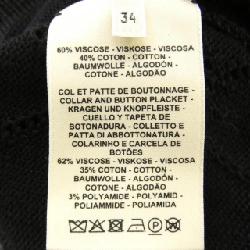 34
60% VISCOSE - VISKOSE - VISCOSA
40% COTON - COTTON -
BAUMWOLLE - ALGODON -
COTONE - ALGODÃO
COL ET PATTE DE BOUTONNAGE -
COLLAR AND BUTTON PLACKET -
KRAGEN UND KNOPFLEISTE -
CUELLO Y TAPETA DE
BOTONADURA - COLLETTO E
PATTA DI ABBOTTONATURA -
COLARINHO E CARCELA DE
BOTÕES
62% VISCOSE - VISKOSE - VISCOSA
35% COTON - COTTON -
BAUMWOLLE - ALGODON -
COTONE - ALGODÃO
3% POLYAMIDE - POLYAMID -
POLIAMMIDE - POLIAMIDA